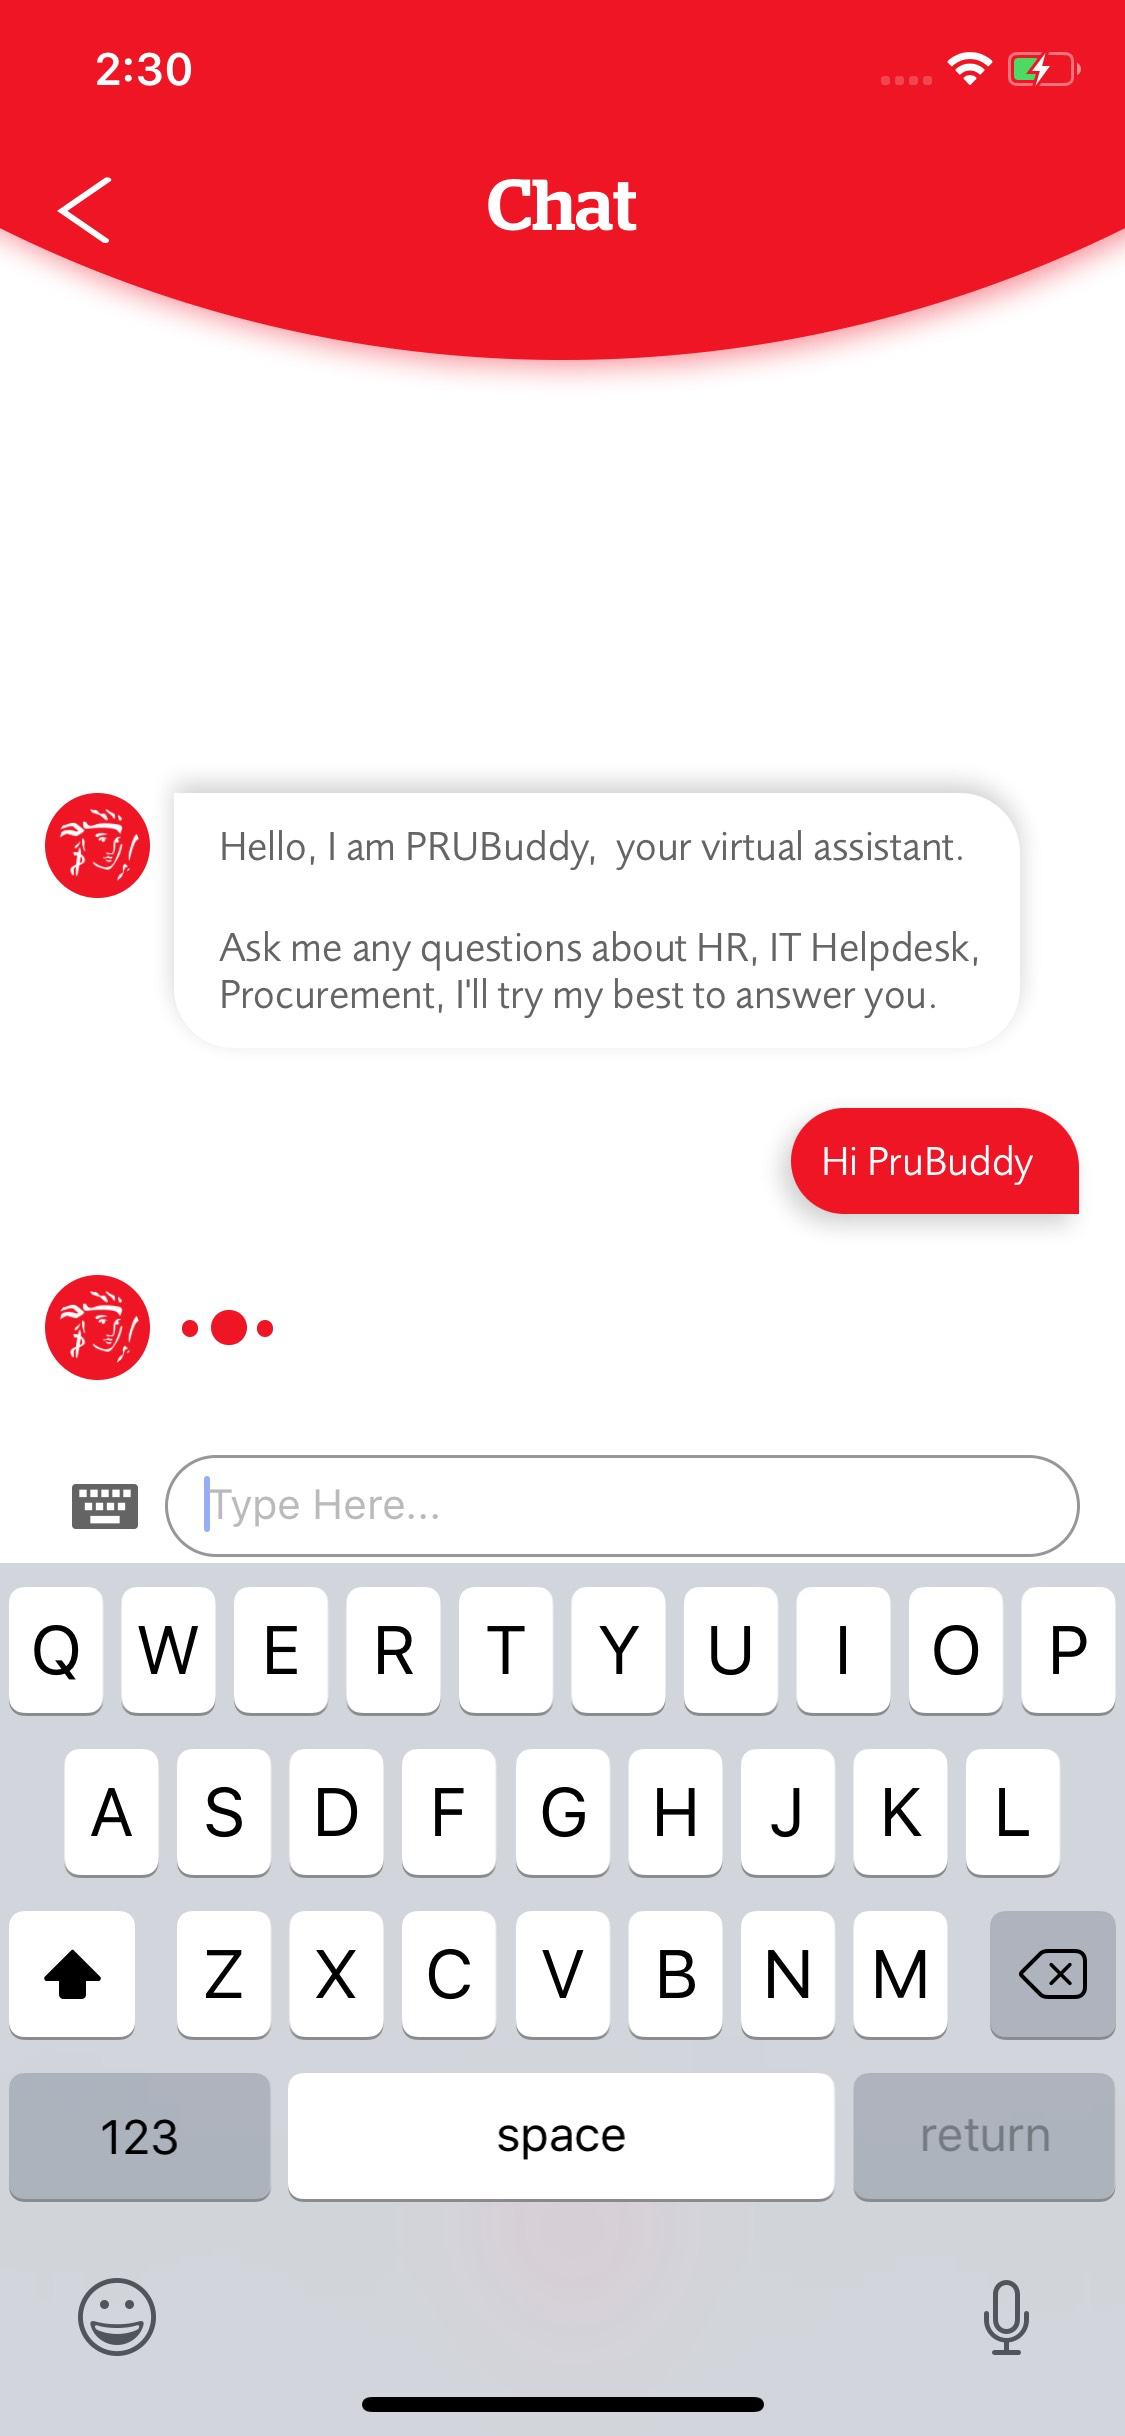 2:30
Chat
Hello, I am PRUBuddy,  your virtual assistant.
Ask me any questions about HR, IT Helpdesk,
Procurement, I'll try my best to answer you.
Hi PruBuddy
Type Here...
Q W E R T Y U I O P
A S D F G H J K L
Z X C V B N M
123 space return